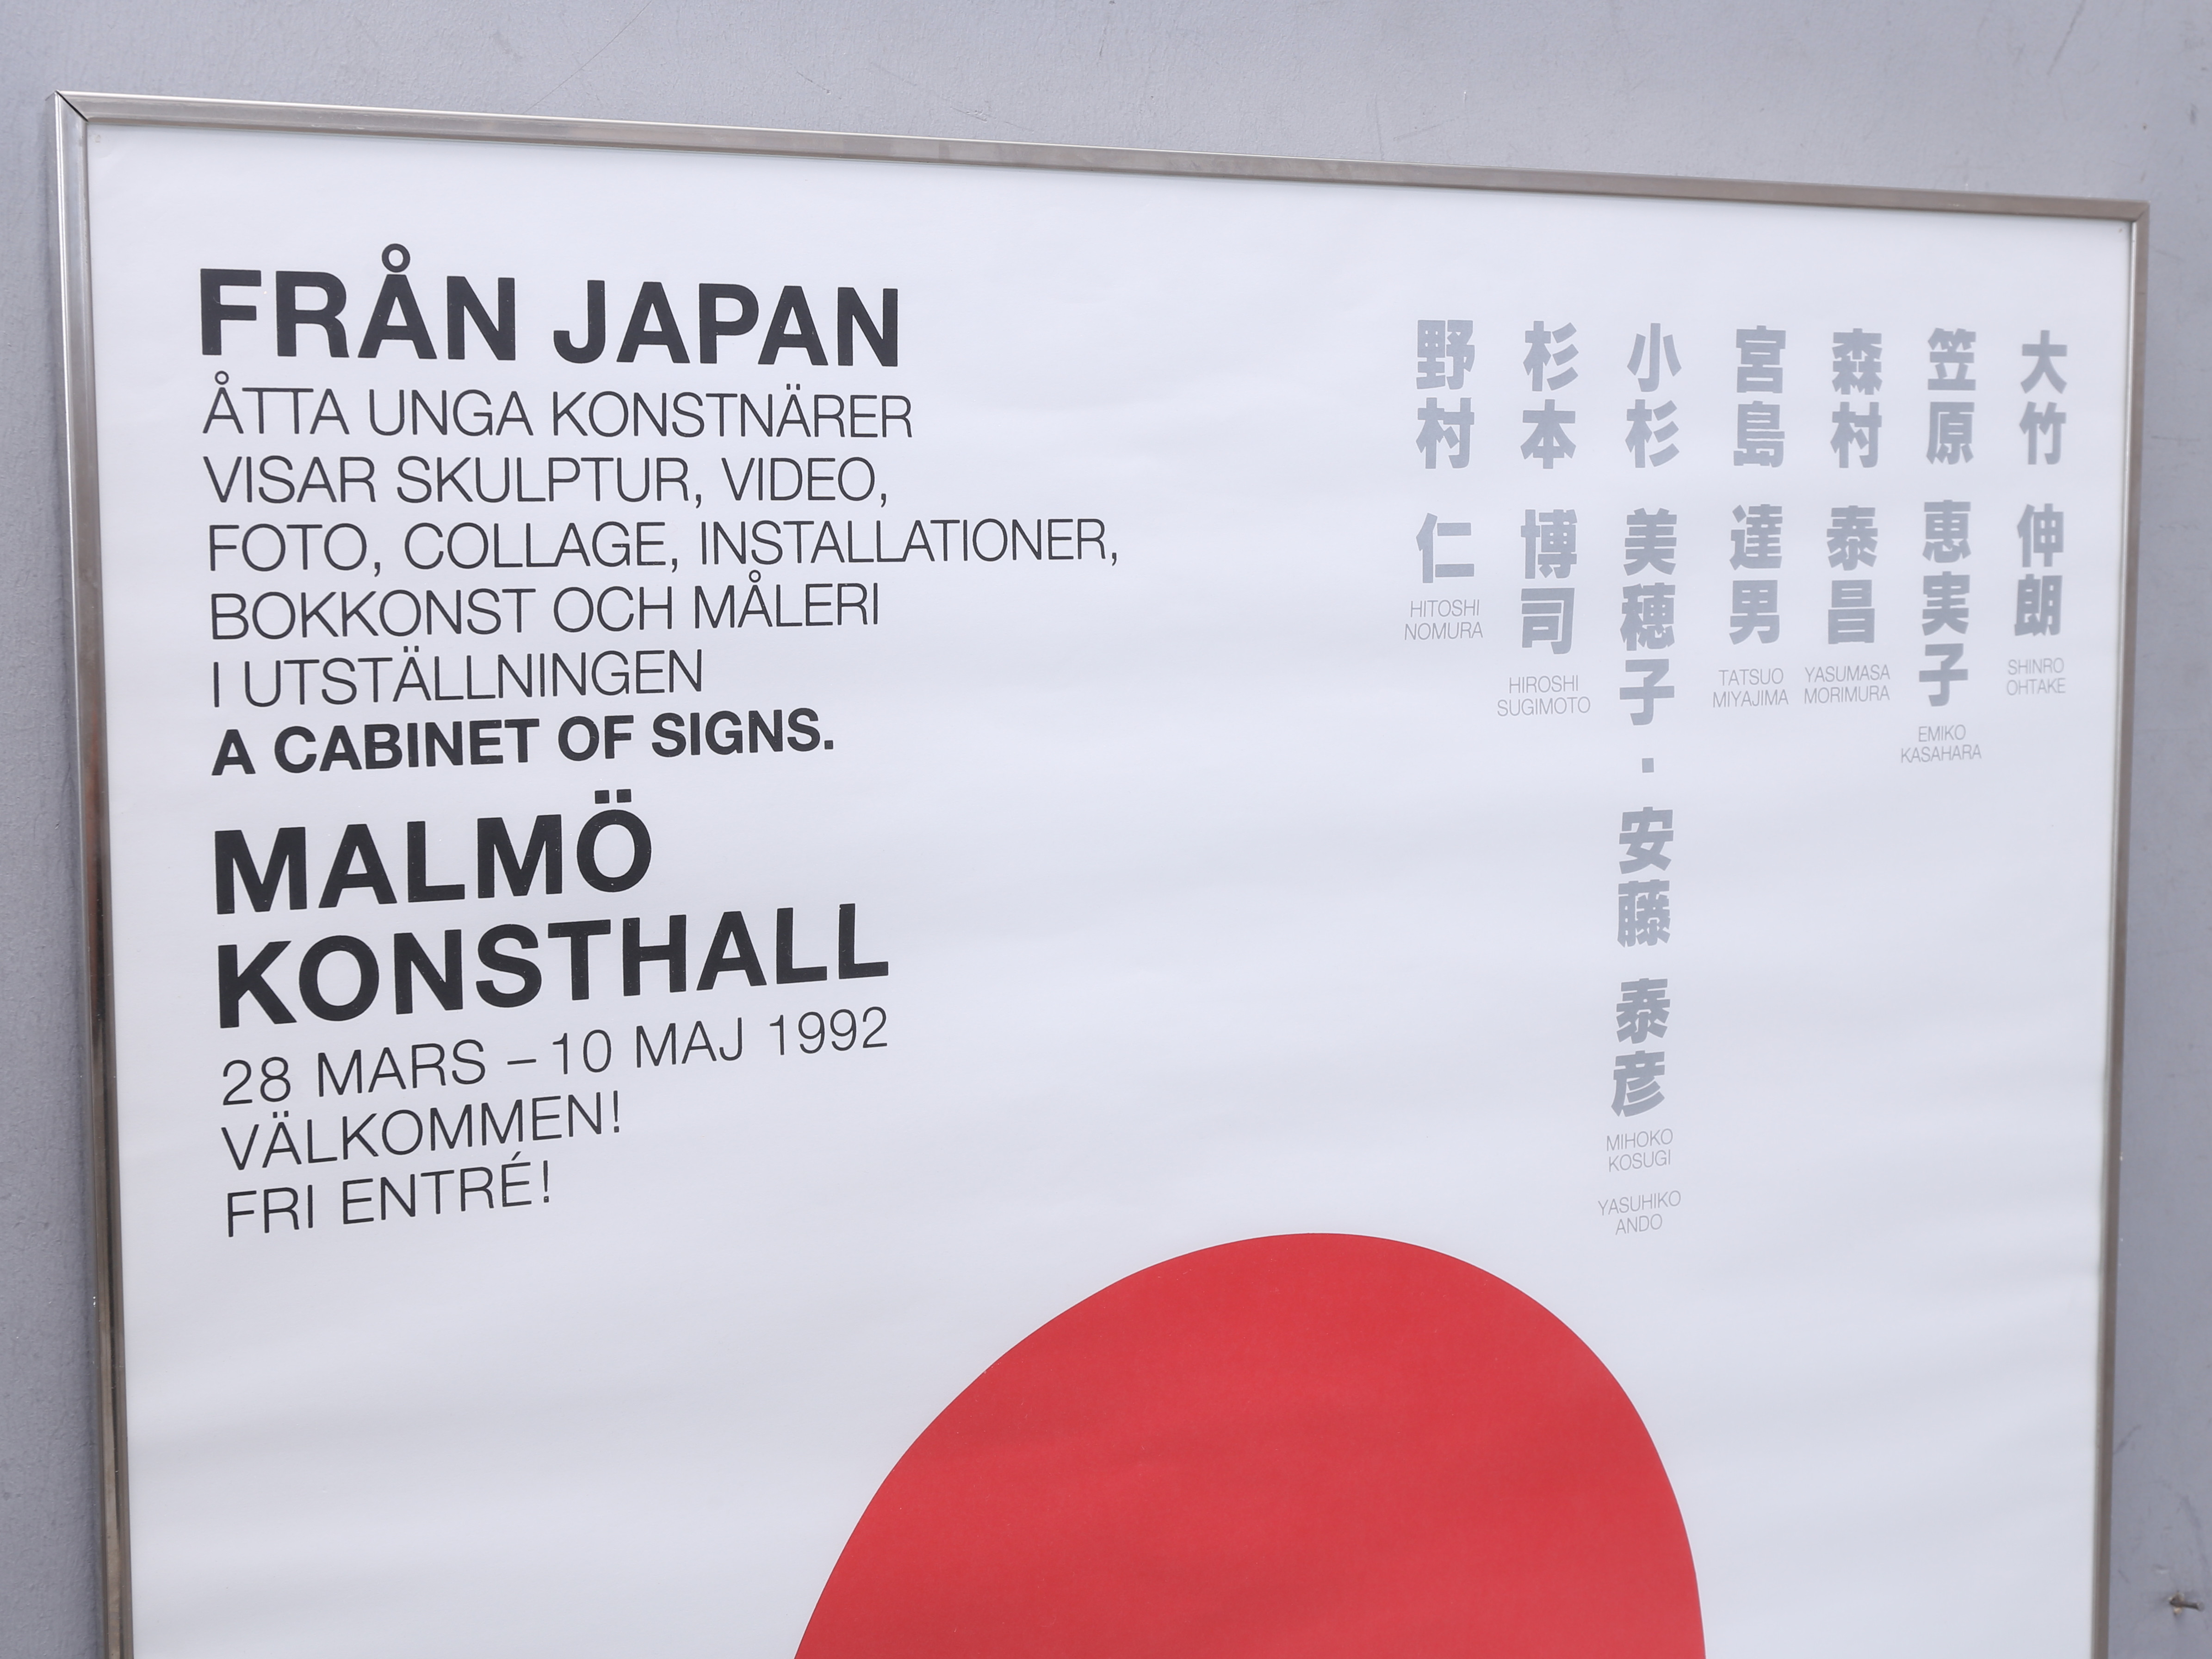 FRÅN JAPAN
ÅTTA UNGA KONSTNÄRER
VISAR SKULPTUR, VIDEO,
FOTO, COLLAGE, INSTALLATIONER,
BOKKONST OCH MÅLERI
I UTSTÄLLNINGEN
A CABINET OF SIGNS.
MALMÖ
KONSTHALL
28 MARS – 10 MAJ 1992
VÄLKOMMEN!
FRI ENTRÉ!
大竹 伸朗
SHINRO
OHTAKE
笠原 恵実子
EMIKO
KASAHARA
森村 泰昌
YASUMASA
MORIMURA
宮島 達男
TATSUO
MIYAJIMA
小杉 美穂子・安藤 泰彦
MIHOKO
KOSUGI
YASUHIKO
ANDO
杉本 博司
HIROSHI
SUGIMOTO
野村 仁
HITOSHI
NOMURA